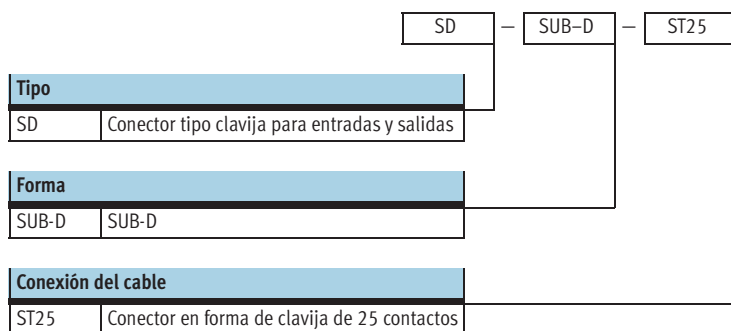 SD – SUB–D – ST25
Tipo
SD Conector tipo clavija para entradas y salidas
Forma
SUB-D SUB-D
Conexión del cable
ST25 Conector en forma de clavija de 25 contactos